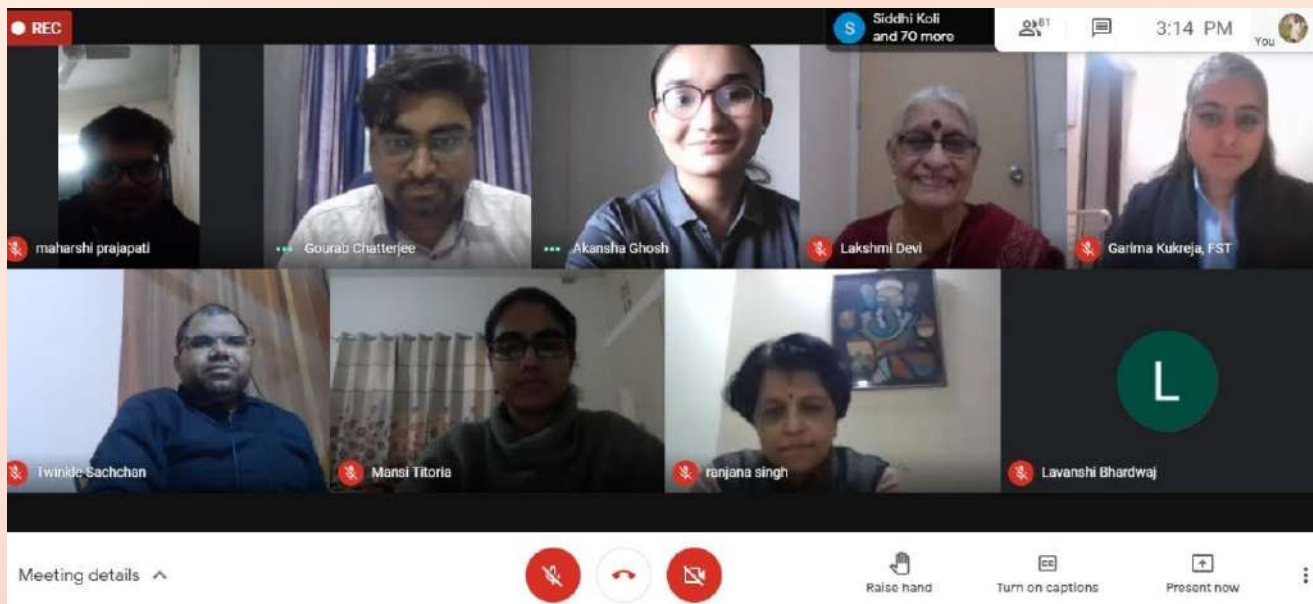 REC
S
Siddhi Koli
and 70 more
81
3:14 PM
You
maharshi prajapati
Gourab Chatterjee
Akansha Ghosh
Lakshmi Devi
Garima Kukreja, FST
Twinkle Sachchan
Mansi Titoria
ranjana singh
L
Lavanshi Bhardwaj
Meeting details
Raise hand
CC
Turn on captions
Present now